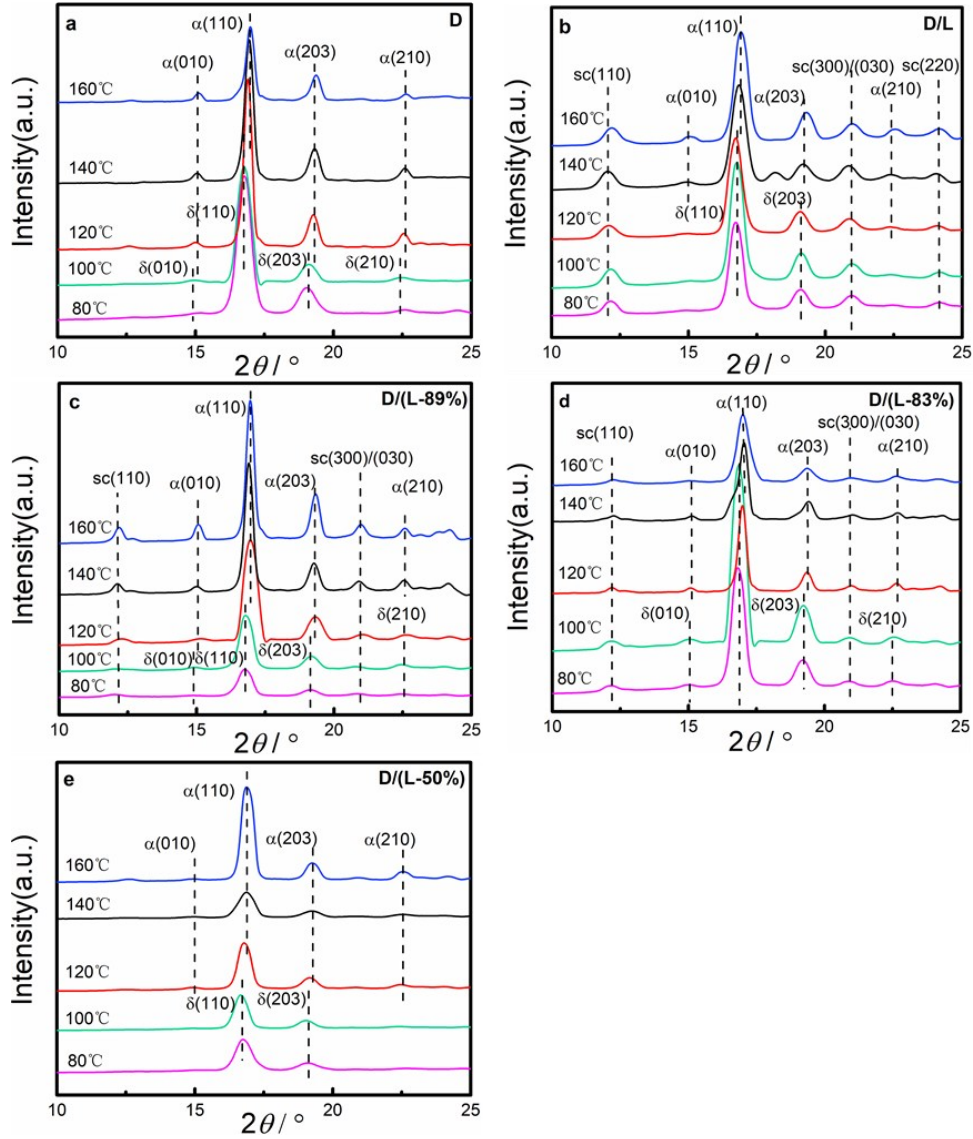 a
D
α(110)
α(010)
α(203)
α(210)
160℃
140℃
120℃
100℃
80℃
δ(110)
δ(010)
δ(203)
δ(210)
Intensity(a.u.)
10
15
20
25
2θ/°
b
D/L
α(110)
sc(110)
α(010)
α(203)
sc(300)/(030)
α(210)
sc(220)
160℃
140℃
120℃
100℃
80℃
δ(110)
δ(203)
Intensity(a.u.)
10
15
20
25
2θ/°
c
D/(L-89%)
α(110)
sc(110)
α(010)
α(203)
sc(300)/(030)
α(210)
160℃
140℃
120℃
100℃
80℃
δ(010)
δ(110)
δ(203)
δ(210)
Intensity(a.u.)
10
15
20
25
2θ/°
d
D/(L-83%)
α(110)
sc(110)
α(010)
α(203)
sc(300)/(030)
α(210)
160℃
140℃
120℃
100℃
80℃
δ(010)
δ(203)
δ(210)
Intensity(a.u.)
10
15
20
25
2θ/°
e
D/(L-50%)
α(110)
α(010)
α(203)
α(210)
160℃
140℃
120℃
100℃
80℃
δ(110)
δ(203)
Intensity(a.u.)
10
15
20
25
2θ/°